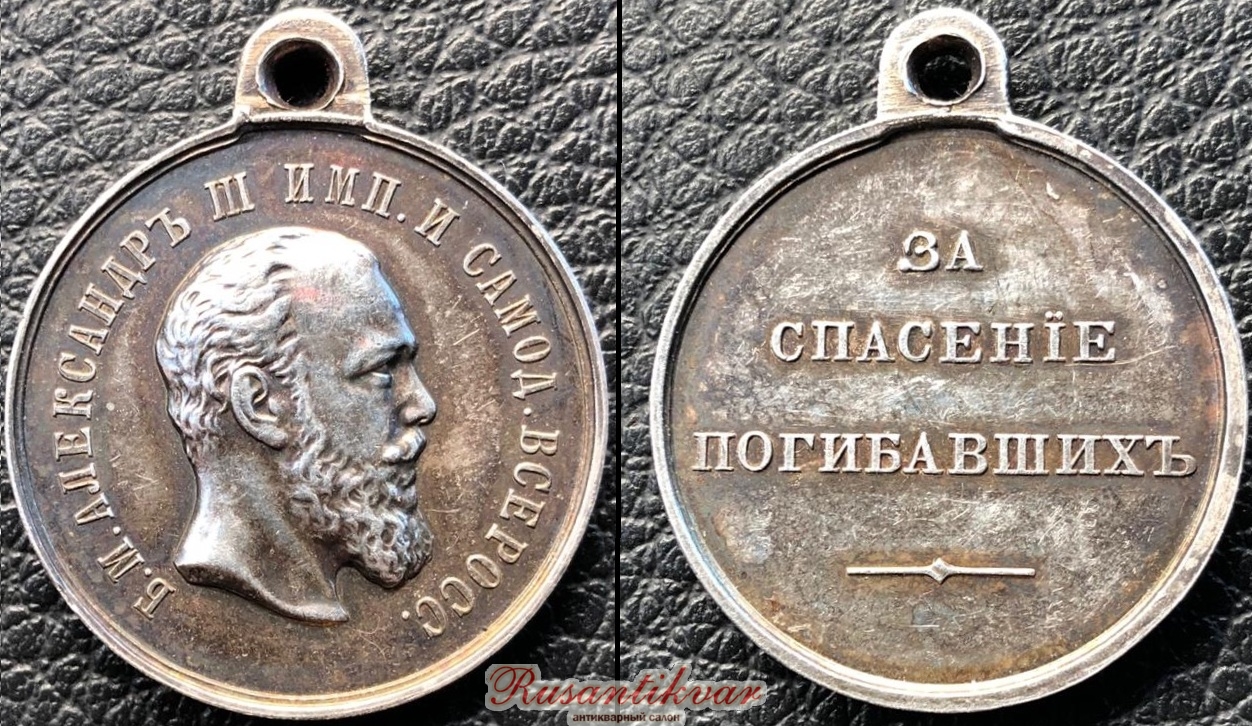 Б. М. АЛЕКСАНДРЪ III ИМП. И САМОД. ВСЕРОСС.
ЗА
СПАСЕНІЕ
ПОГИБАВШИХЪ
Rusantikvar
антикварный салон